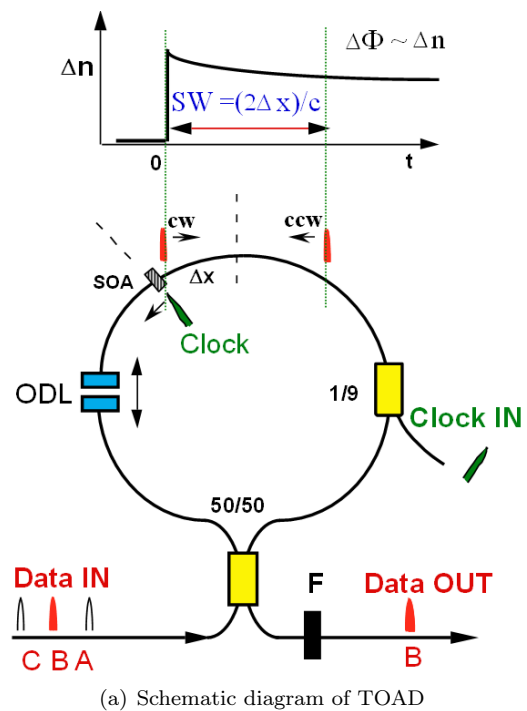 Δn
ΔΦ ~ Δn
SW =(2Δx)/c
0
t
cw
ccw
SOA
Δx
Clock
ODL
1/9
Clock IN
50/50
Data IN
F
Data OUT
C B A
B
(a) Schematic diagram of TOAD